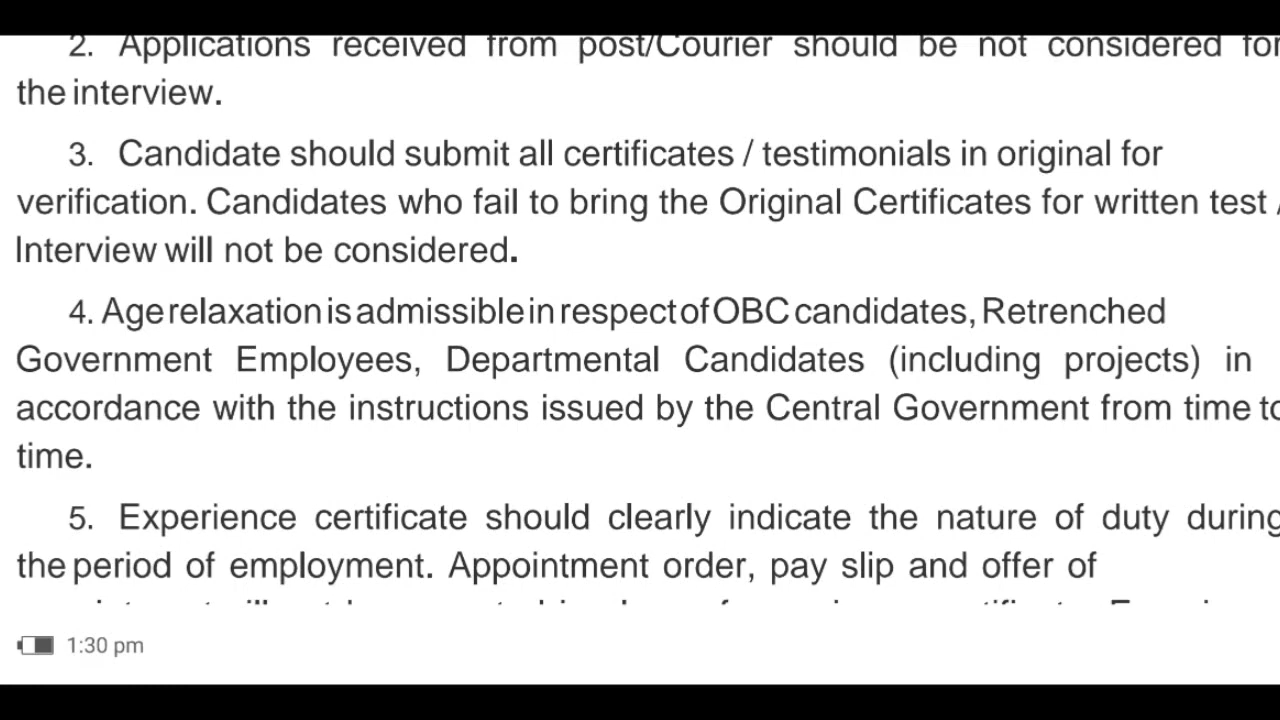 2. Applications received from post/Courier should be not considered for
the interview.
3. Candidate should submit all certificates / testimonials in original for
verification. Candidates who fail to bring the Original Certificates for written test /
Interview will not be considered.
4. Age relaxation is admissible in respect of OBC candidates, Retrenched
Government Employees, Departmental Candidates (including projects) in
accordance with the instructions issued by the Central Government from time to
time.
5. Experience certificate should clearly indicate the nature of duty during
the period of employment. Appointment order, pay slip and offer of
1:30 pm